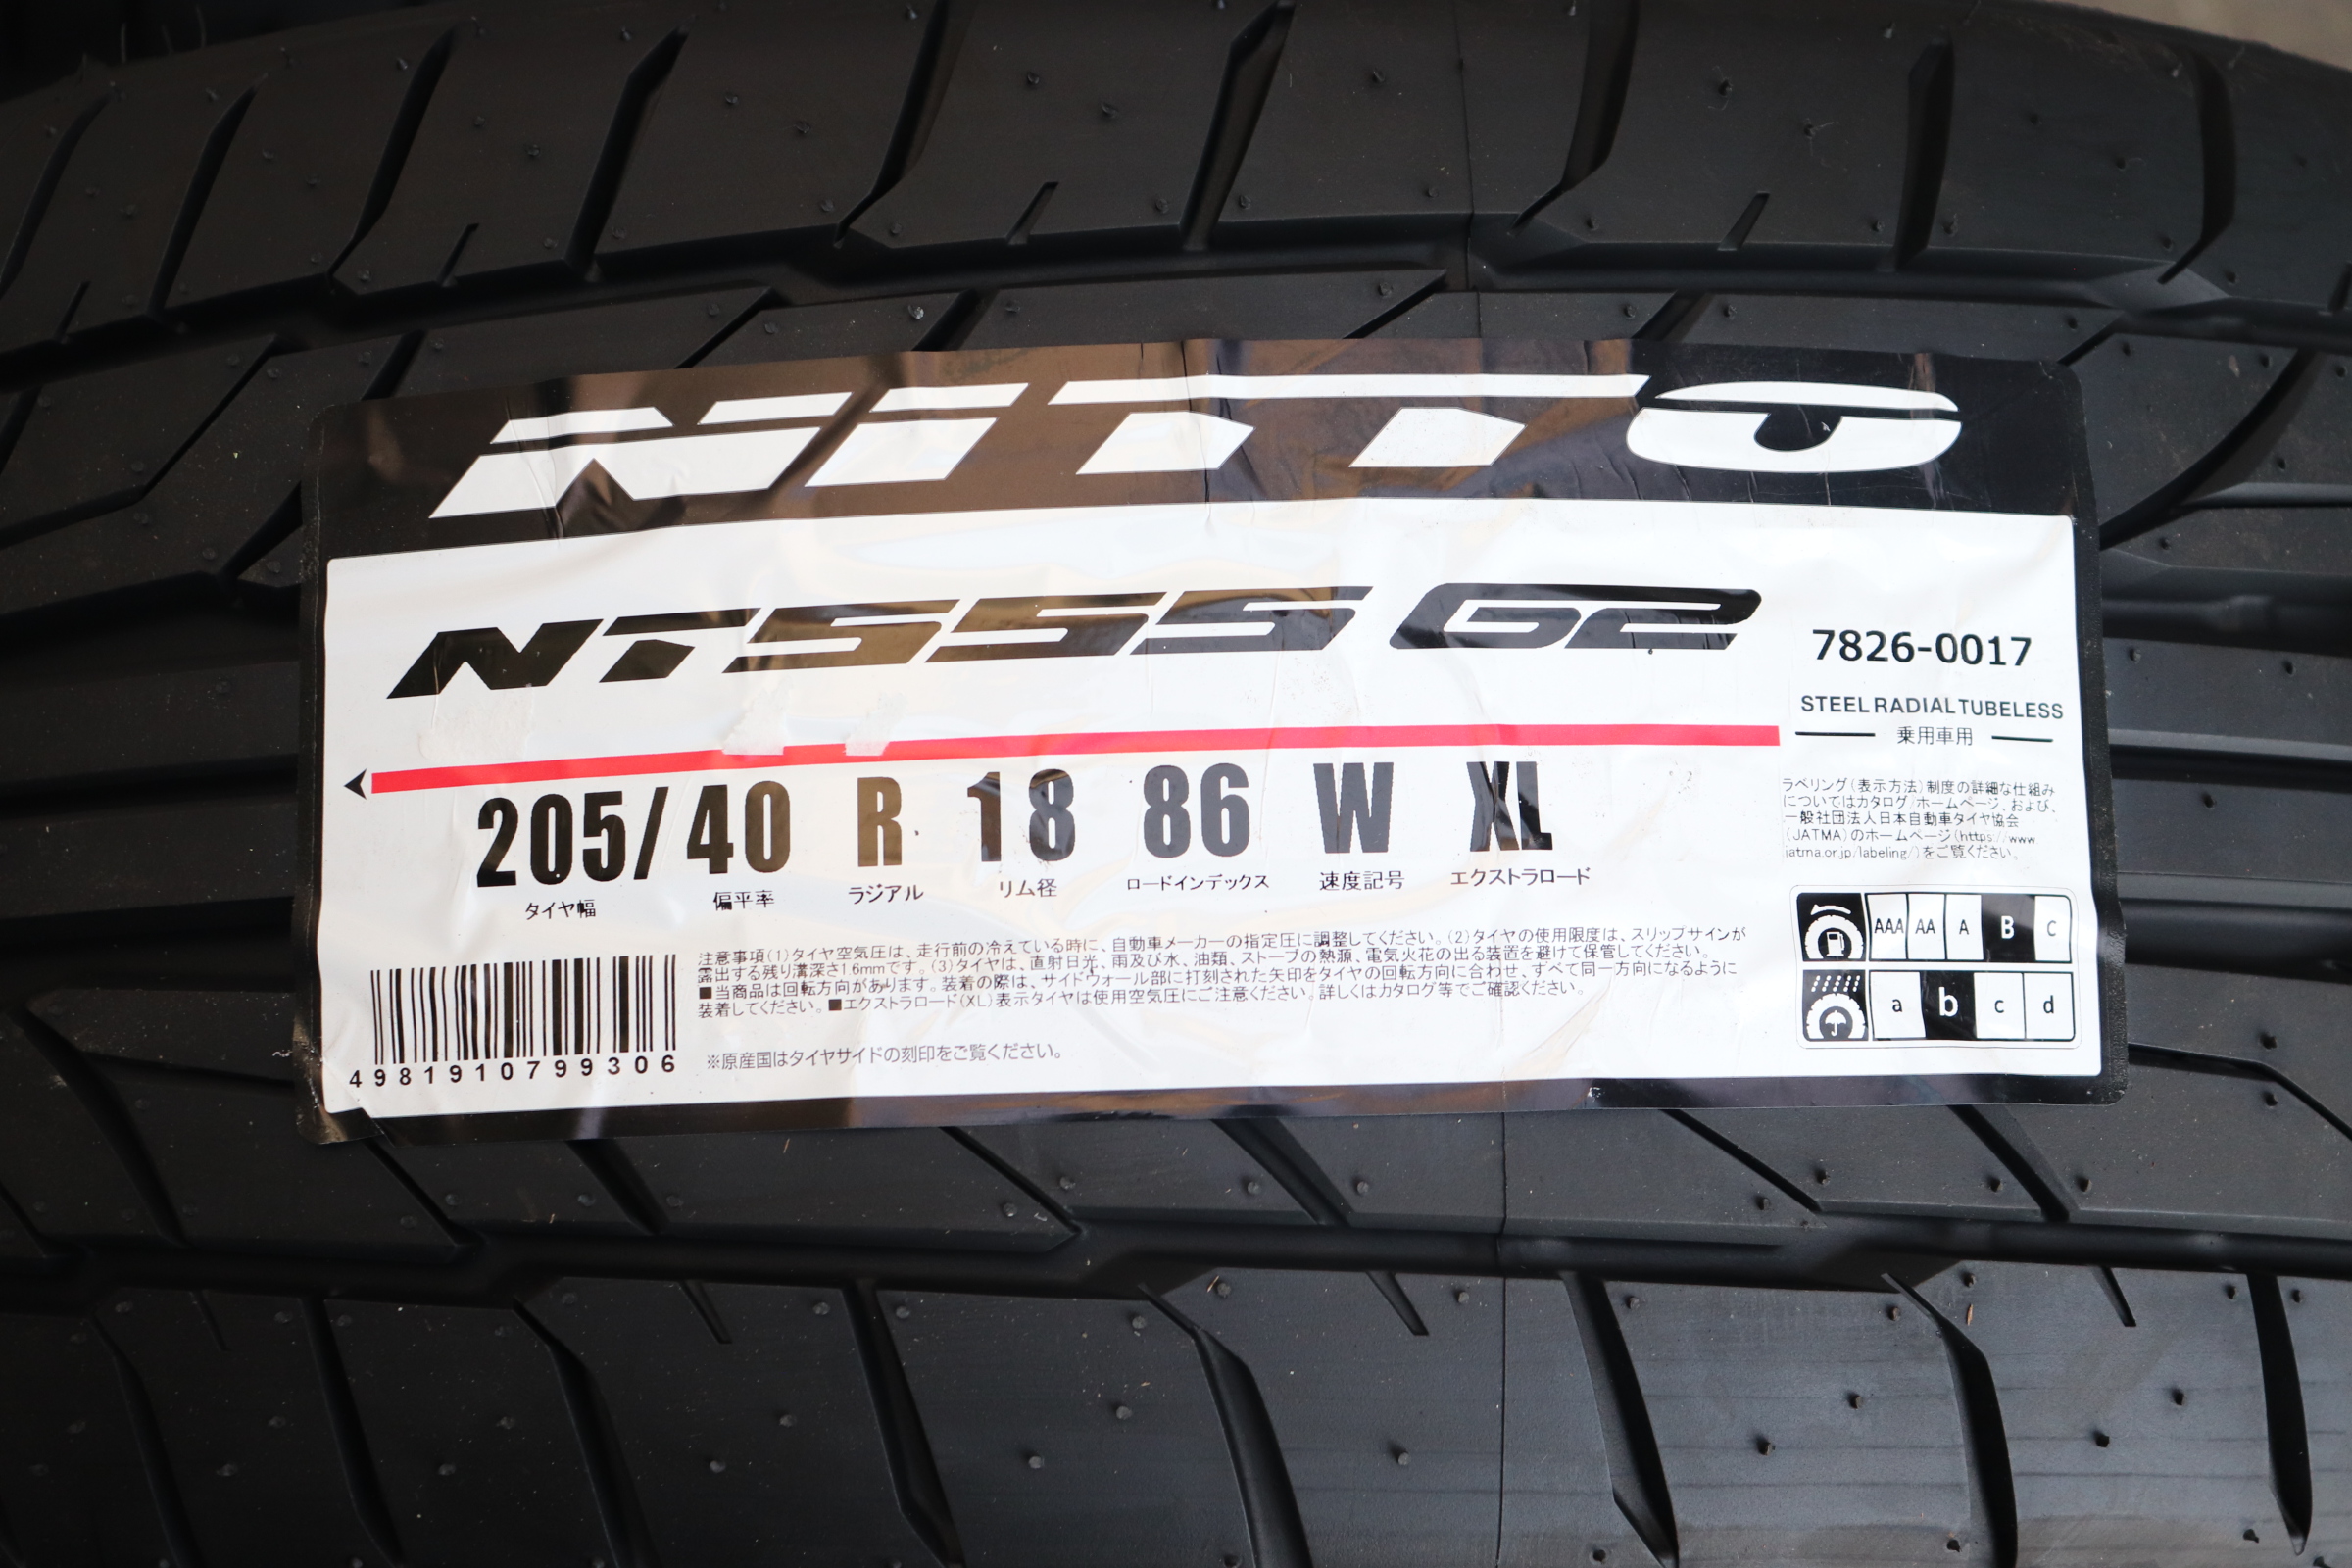 NITTO
NT555 G2
7826-0017
STEEL RADIAL TUBELESS
乗用車用
205/40 R 18 86 W XL
タイヤ幅 偏平率 ラジアル リム径 ロードインデックス 速度記号 エクストラロード
ラベリング(表示方法)制度の詳細な仕組み
についてはカタログ/ホームページ、および、
一般社団法人日本自動車タイヤ協会
(JATMA)のホームページ(https://www
jatma.or.jp/labeling/)をご覧ください。
AAA AA A B C
a b c d
注意事項(1)タイヤ空気圧は、走行前の冷えている時に、自動車メーカーの指定圧に調整してください。(2)タイヤの使用限度は、スリップサインが
露出する残り溝深さ1.6mmです。(3)タイヤは、直射日光、雨及び水、油類、ストーブの熱源、電気火花の出る装置を避けて保管してください。
■当商品は回転方向があります。装着の際は、サイドウォール部に打刻された矢印をタイヤの回転方向に合わせ、すべて同一方向になるように
装着してください。■エクストラロード(XL)表示タイヤは使用空気圧にご注意ください。詳しくはカタログ等でご確認ください。
※原産国はタイヤサイドの刻印をご覧ください。
4981910799306